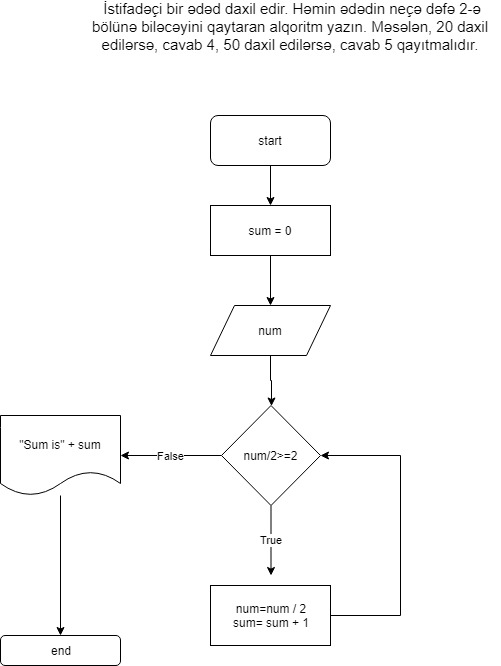 İstifadəçi bir ədəd daxil edir. Həmin ədədin neçə dəfə 2-ə
bölünə biləcəyini qaytaran alqoritm yazın. Məsələn, 20 daxil
edilərsə, cavab 4, 50 daxil edilərsə, cavab 5 qayıtmalıdır.
start
sum = 0
num
num/2>=2
False
"Sum is" + sum
True
num=num / 2
sum= sum + 1
end